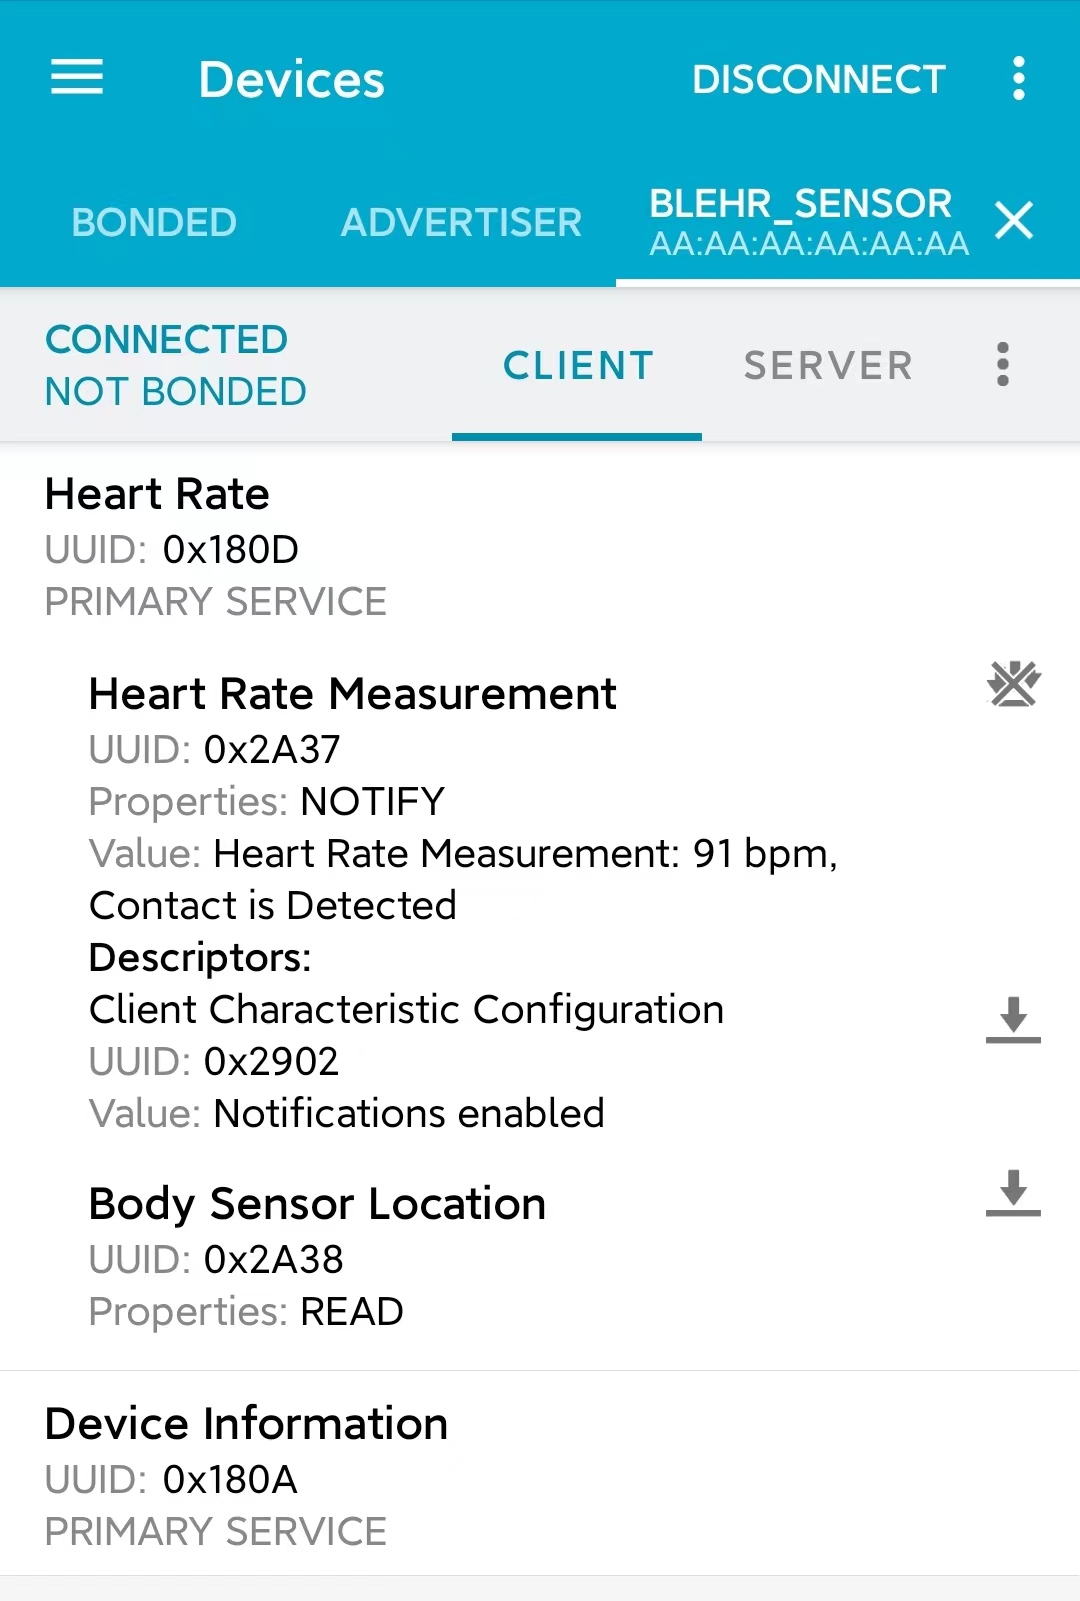 Devices
DISCONNECT
BONDED
ADVERTISER
BLEHR_SENSOR
AA:AA:AA:AA:AA:AA
CONNECTED
NOT BONDED
CLIENT
SERVER
Heart Rate
UUID: 0x180D
PRIMARY SERVICE
Heart Rate Measurement
UUID: 0x2A37
Properties: NOTIFY
Value: Heart Rate Measurement: 91 bpm,
Contact is Detected
Descriptors:
Client Characteristic Configuration
UUID: 0x2902
Value: Notifications enabled
Body Sensor Location
UUID: 0x2A38
Properties: READ
Device Information
UUID: 0x180A
PRIMARY SERVICE